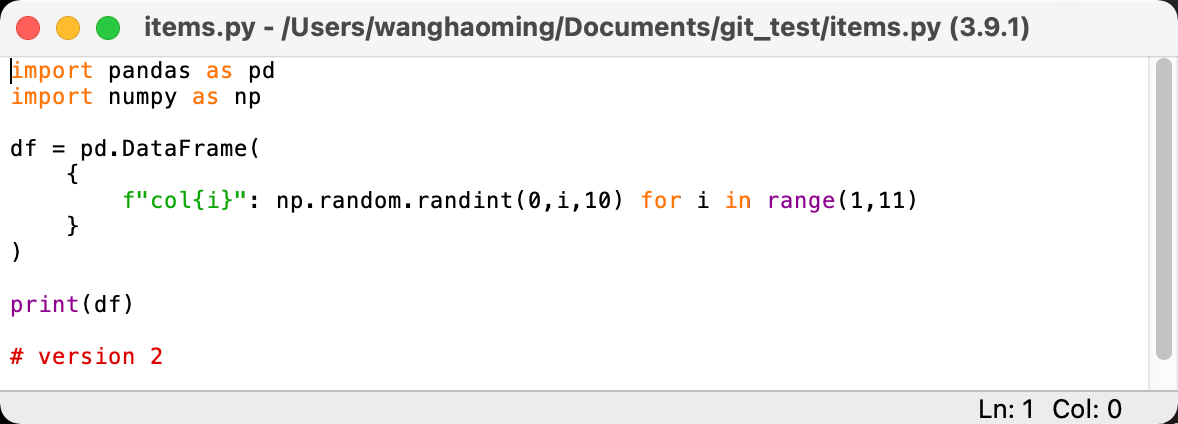 items.py - /Users/wanghaoming/Documents/git_test/items.py (3.9.1)
import pandas as pd
import numpy as np

df = pd.DataFrame(
    {
        f"col{i}": np.random.randint(0,i,10) for i in range(1,11)
    }
)

print(df)

# version 2
Ln: 1 Col: 0